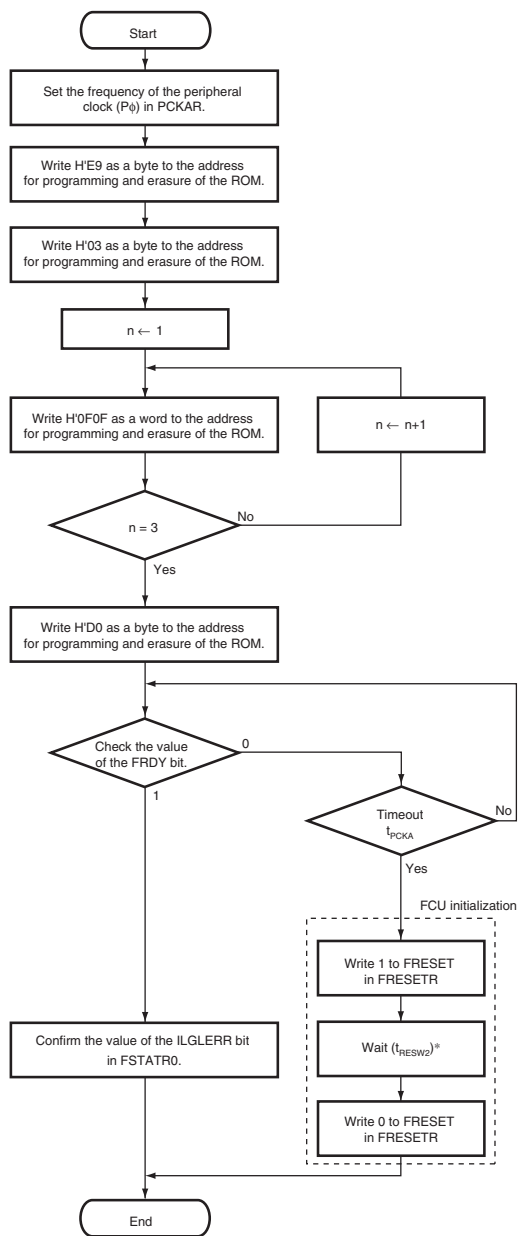 Start
Set the frequency of the peripheral
clock (Pφ) in PCKAR.
Write H'E9 as a byte to the address
for programming and erasure of the ROM.
Write H'03 as a byte to the address
for programming and erasure of the ROM.
n ← 1
Write H'0F0F as a word to the address
for programming and erasure of the ROM.
n ← n+1
n = 3
No
Yes
Write H'D0 as a byte to the address
for programming and erasure of the ROM.
Check the value
of the FRDY bit.
0
1
Timeout
tPCKA
No
Yes
FCU initialization
Write 1 to FRESET
in FRESETR
Wait (tRESW2)*
Write 0 to FRESET
in FRESETR
Confirm the value of the ILGLERR bit
in FSTATR0.
End